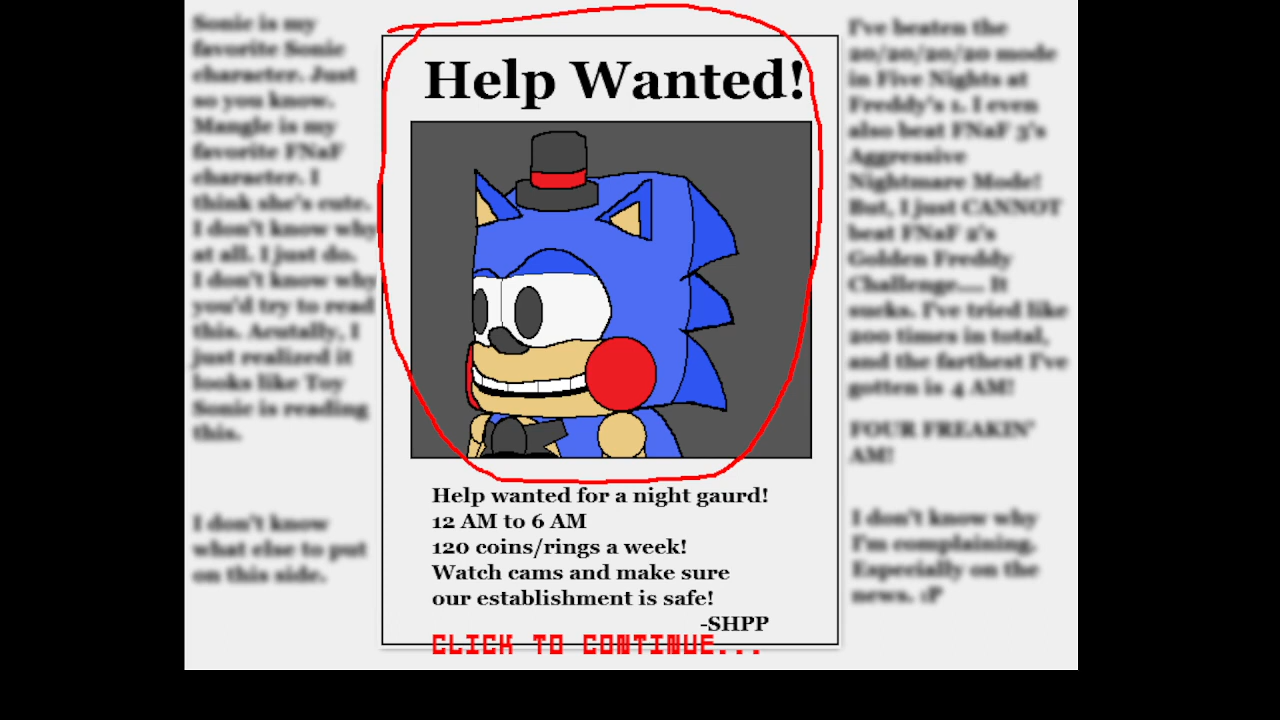 Sonic is my
favorite Sonic
character. Just
so you know.
Mangle is my
favorite FNaF
character. I
think she's cute.
I don't know why
at all. I just do.
I don't know why
you'd try to read
this. Acutally, I
just realized it
looks like Toy
Sonic is reading
this.
I don't know
what else to put
on this side.
Help Wanted!
Help wanted for a night gaurd!
12 AM to 6 AM
120 coins/rings a week!
Watch cams and make sure
our establishment is safe!
-SHPP
CLICK TO CONTINUE...
I've beaten the
20/20/20/20 mode
in Five Nights at
Freddy's 1. I even
also beat FNaF 3's
Aggressive
Nightmare Mode!
But, I just CANNOT
beat FNaF 2's
Golden Freddy
Challenge.... It
sucks. I've tried like
200 times in total,
and the farthest I've
gotten is 4 AM!
FOUR FREAKIN'
AM!
I don't know why
I'm complaining.
Especially on the
news. :P